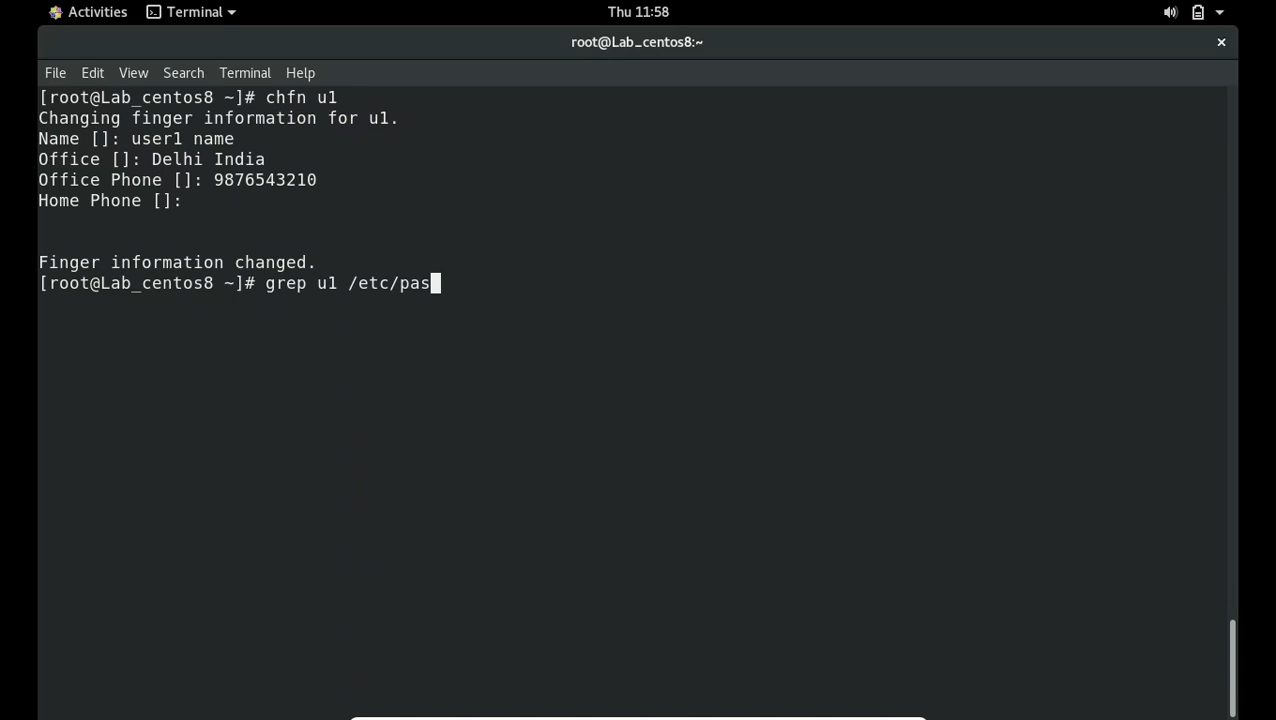 Activities Terminal Thu 11:58
root@Lab_centos8:~ ×
File Edit View Search Terminal Help
[root@Lab_centos8 ~]# chfn u1
Changing finger information for u1.
Name []: user1 name
Office []: Delhi India
Office Phone []: 9876543210
Home Phone []:
Finger information changed.
[root@Lab_centos8 ~]# grep u1 /etc/pas